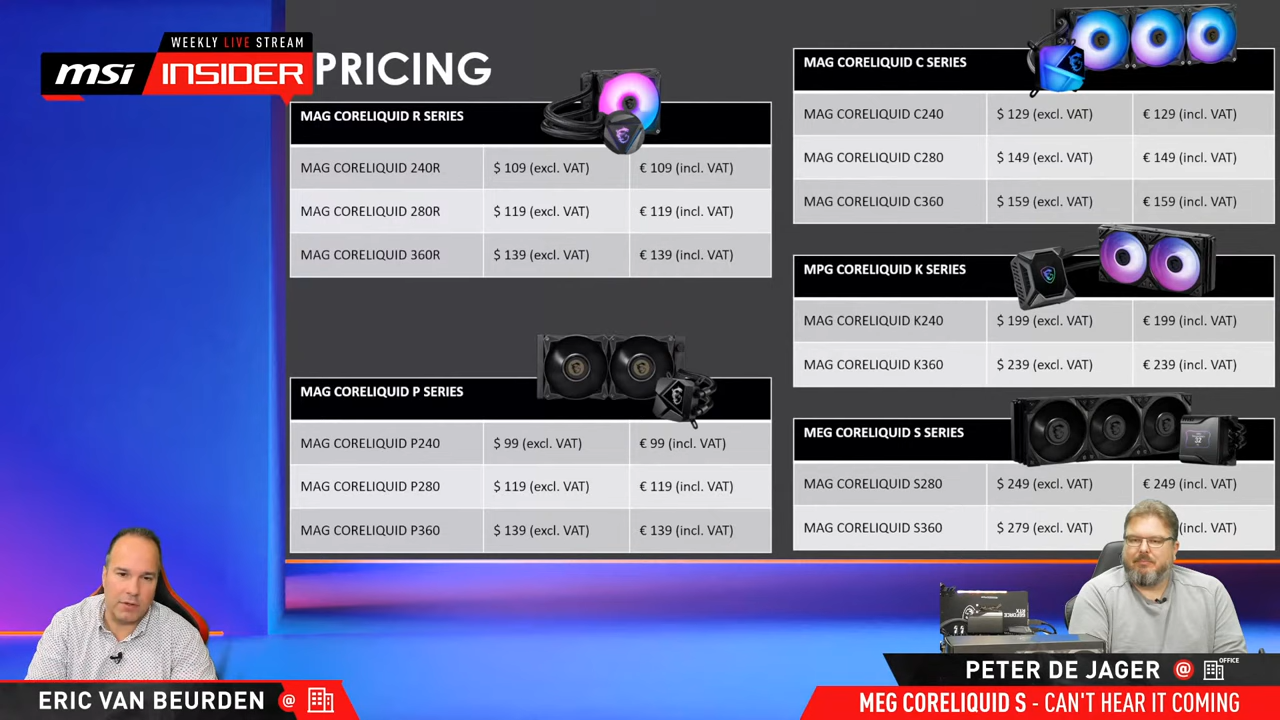 WEEKLY LIVE STREAM
msi INSIDER
PRICING
MAG CORELIQUID R SERIES
MAG CORELIQUID 240R $ 109 (excl. VAT) € 109 (incl. VAT)
MAG CORELIQUID 280R $ 119 (excl. VAT) € 119 (incl. VAT)
MAG CORELIQUID 360R $ 139 (excl. VAT) € 139 (incl. VAT)
MAG CORELIQUID P SERIES
MAG CORELIQUID P240 $ 99 (excl. VAT) € 99 (incl. VAT)
MAG CORELIQUID P280 $ 119 (excl. VAT) € 119 (incl. VAT)
MAG CORELIQUID P360 $ 139 (excl. VAT) € 139 (incl. VAT)
MAG CORELIQUID C SERIES
MAG CORELIQUID C240 $ 129 (excl. VAT) € 129 (incl. VAT)
MAG CORELIQUID C280 $ 149 (excl. VAT) € 149 (incl. VAT)
MAG CORELIQUID C360 $ 159 (excl. VAT) € 159 (incl. VAT)
MPG CORELIQUID K SERIES
MAG CORELIQUID K240 $ 199 (excl. VAT) € 199 (incl. VAT)
MAG CORELIQUID K360 $ 239 (excl. VAT) € 239 (incl. VAT)
MEG CORELIQUID S SERIES
32
MAG CORELIQUID S280 $ 249 (excl. VAT) € 249 (incl. VAT)
MAG CORELIQUID S360 $ 279 (excl. VAT) (incl. VAT)
GEFORCE
RTX
PETER DE JAGER @ OFFICE
ERIC VAN BEURDEN @
MEG CORELIQUID S - CAN'T HEAR IT COMING